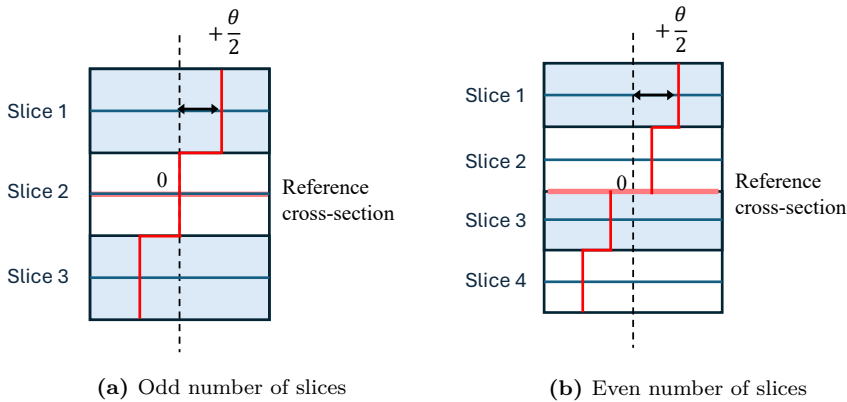 +θ/2
Slice 1
Slice 2
0
Reference
cross-section
Slice 3
(a) Odd number of slices
+θ/2
Slice 1
Slice 2
0
Reference
cross-section
Slice 3
Slice 4
(b) Even number of slices